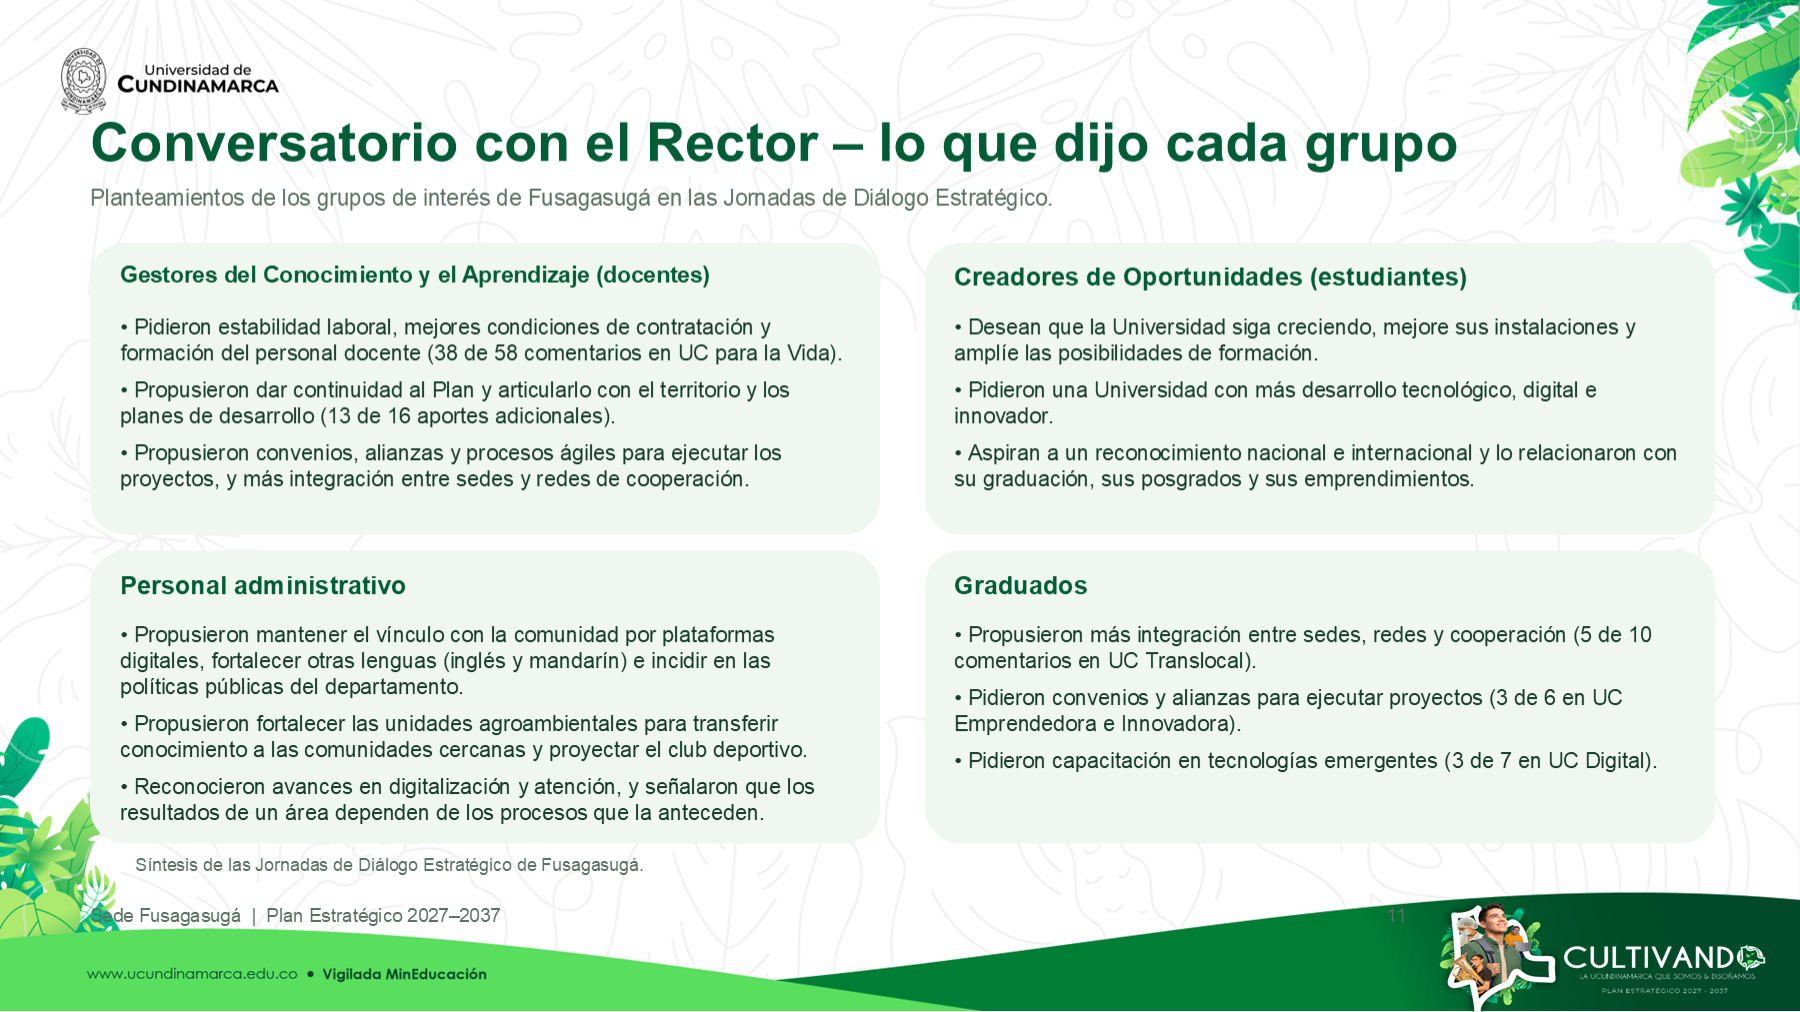 Universidad de
CUNDINAMARCA
Conversatorio con el Rector – lo que dijo cada grupo
Planteamientos de los grupos de interés de Fusagasugá en las Jornadas de Diálogo Estratégico.
Gestores del Conocimiento y el Aprendizaje (docentes)
• Pidieron estabilidad laboral, mejores condiciones de contratación y
formación del personal docente (38 de 58 comentarios en UC para la Vida).
• Propusieron dar continuidad al Plan y articularlo con el territorio y los
planes de desarrollo (13 de 16 aportes adicionales).
• Propusieron convenios, alianzas y procesos ágiles para ejecutar los
proyectos, y más integración entre sedes y redes de cooperación.
Creadores de Oportunidades (estudiantes)
• Desean que la Universidad siga creciendo, mejore sus instalaciones y
amplíe las posibilidades de formación.
• Pidieron una Universidad con más desarrollo tecnológico, digital e
innovador.
• Aspiran a un reconocimiento nacional e internacional y lo relacionaron con
su graduación, sus posgrados y sus emprendimientos.
Personal administrativo
• Propusieron mantener el vínculo con la comunidad por plataformas
digitales, fortalecer otras lenguas (inglés y mandarín) e incidir en las
políticas públicas del departamento.
• Propusieron fortalecer las unidades agroambientales para transferir
conocimiento a las comunidades cercanas y proyectar el club deportivo.
• Reconocieron avances en digitalización y atención, y señalaron que los
resultados de un área dependen de los procesos que la anteceden.
Graduados
• Propusieron más integración entre sedes, redes y cooperación (5 de 10
comentarios en UC Translocal).
• Pidieron convenios y alianzas para ejecutar proyectos (3 de 6 en UC
Emprendedora e Innovadora).
• Pidieron capacitación en tecnologías emergentes (3 de 7 en UC Digital).
Síntesis de las Jornadas de Diálogo Estratégico de Fusagasugá.
Sede Fusagasugá | Plan Estratégico 2027–2037
11
www.ucundinamarca.edu.co • Vigilada MinEducación
CULTIVANDO
LA UCUNDINAMARCA QUE SOMOS & DISOÑAMOS
PLAN ESTRATÉGICO 2027 - 2037